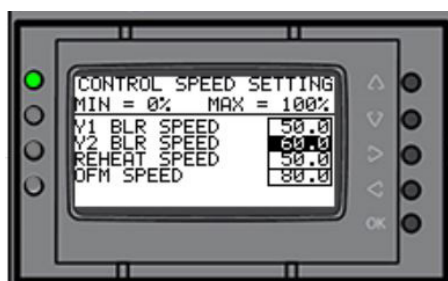 CONTROL SPEED SETTING
MIN = 0% MAX = 100%
Y1 BLR SPEED 50.0
Y2 BLR SPEED 60.0
REHEAT SPEED 50.0
OFM SPEED 80.0
OK